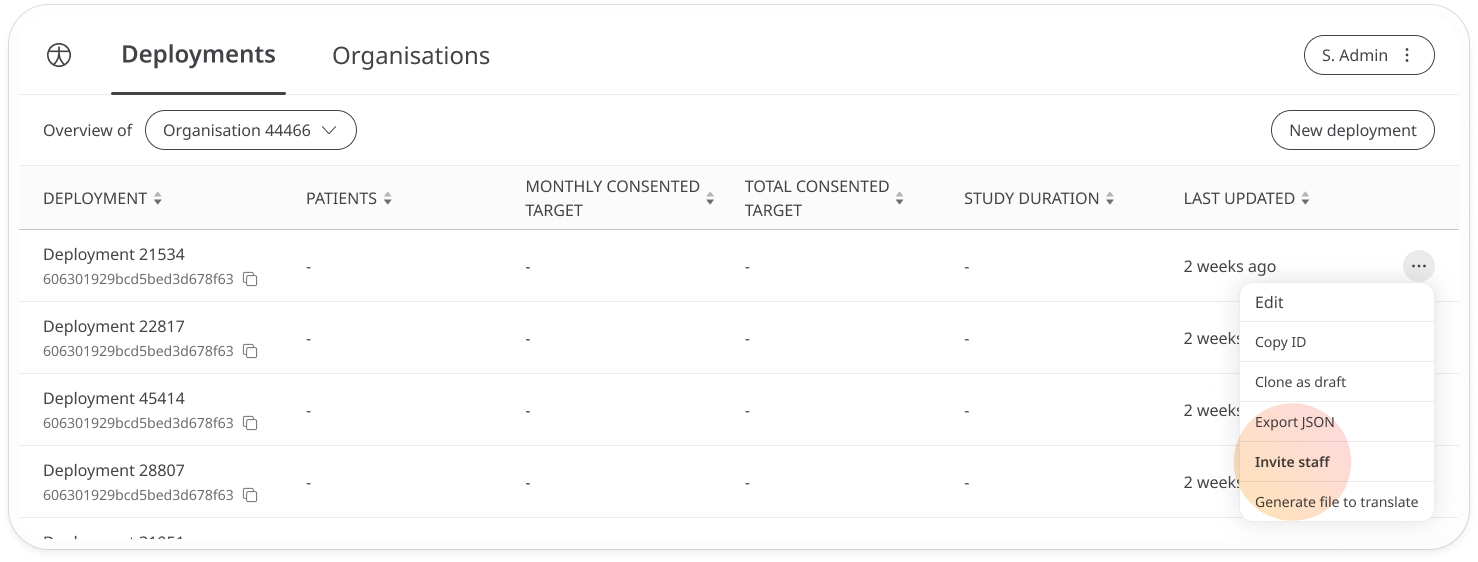 Deployments
Organisations
S. Admin
Overview of
Organisation 44466
New deployment
DEPLOYMENT
PATIENTS
MONTHLY CONSENTED
TARGET
TOTAL CONSENTED
TARGET
STUDY DURATION
LAST UPDATED
Deployment 21534
606301929bcd5bed3d678f63
-
-
-
-
2 weeks ago
Deployment 22817
606301929bcd5bed3d678f63
-
-
-
-
2 weeks
Deployment 45414
606301929bcd5bed3d678f63
-
-
-
-
2 weeks
Deployment 28807
606301929bcd5bed3d678f63
-
-
-
-
2 weeks
Edit
Copy ID
Clone as draft
Export JSON
Invite staff
Generate file to translate